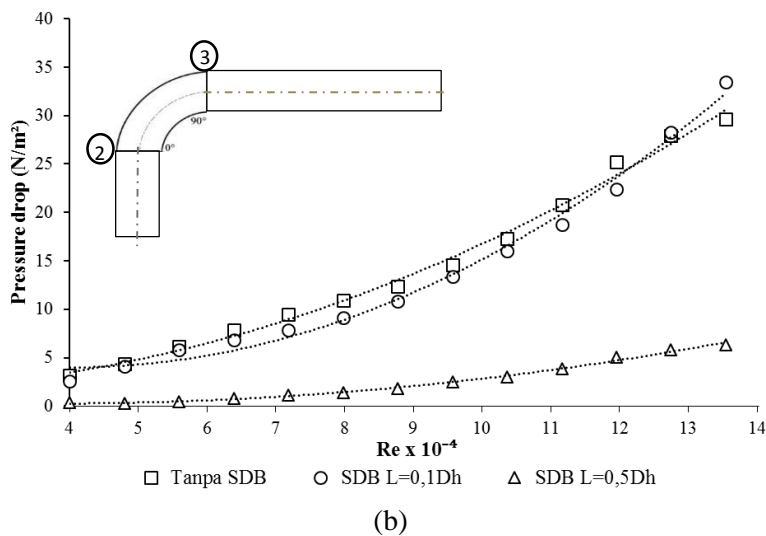 40
35
30
25
20
15
10
5
0
Pressure drop (N/m²)
3
90°
2
0°
4 5 6 7 8 9 10 11 12 13 14
Re x 10⁻⁴
Tanpa SDB SDB L=0,1Dh SDB L=0,5Dh
(b)